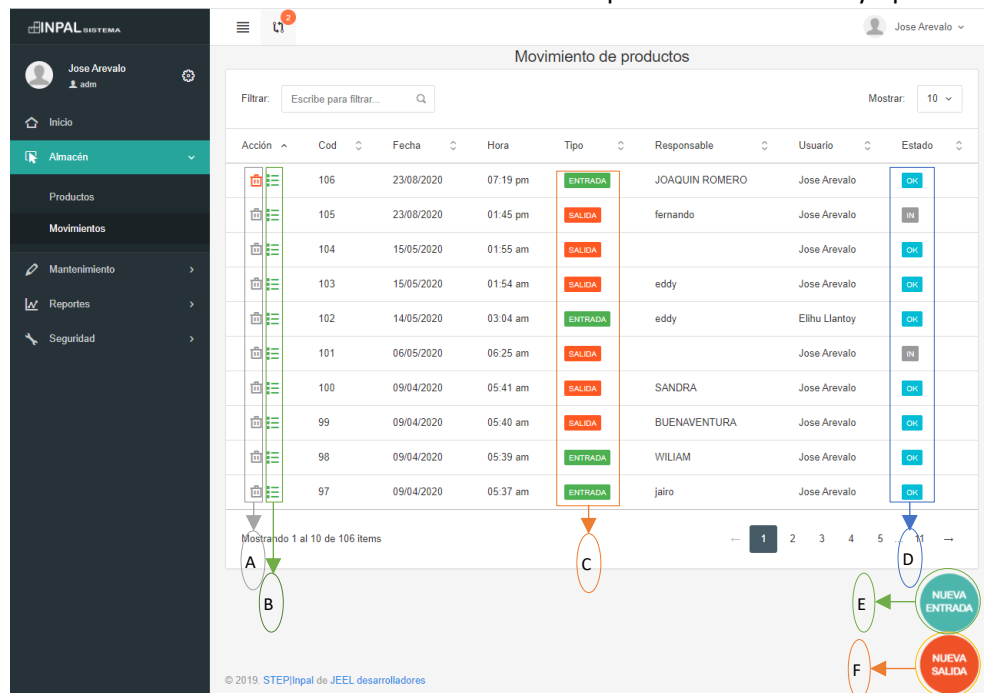 INPAL SISTEMA
2
Jose Arevalo
Jose Arevalo
adm
Inicio
Almacén
Productos
Movimientos
Mantenimiento
Reportes
Seguridad
Movimiento de productos
Filtrar: Escribe para filtrar... Mostrar: 10
Acción Cod Fecha Hora Tipo Responsable Usuario Estado
106 23/08/2020 07:19 pm ENTRADA JOAQUIN ROMERO Jose Arevalo OK
105 23/08/2020 01:45 pm SALIDA fernando Jose Arevalo IN
104 15/05/2020 01:55 am SALIDA Jose Arevalo OK
103 15/05/2020 01:54 am SALIDA eddy Jose Arevalo OK
102 14/05/2020 03:04 am ENTRADA eddy Elihu Llantoy OK
101 06/05/2020 06:25 am SALIDA Jose Arevalo IN
100 09/04/2020 05:41 am SALIDA SANDRA Jose Arevalo OK
99 09/04/2020 05:40 am SALIDA BUENAVENTURA Jose Arevalo OK
98 09/04/2020 05:39 am ENTRADA WILIAM Jose Arevalo OK
97 09/04/2020 05:37 am ENTRADA jairo Jose Arevalo OK
Mostrando 1 al 10 de 106 items ← 1 2 3 4 5 ... 11 →
A
B
C
D
E
NUEVA
ENTRADA
F
NUEVA
SALIDA
© 2019. STEP|Inpal de JEEL desarrolladores